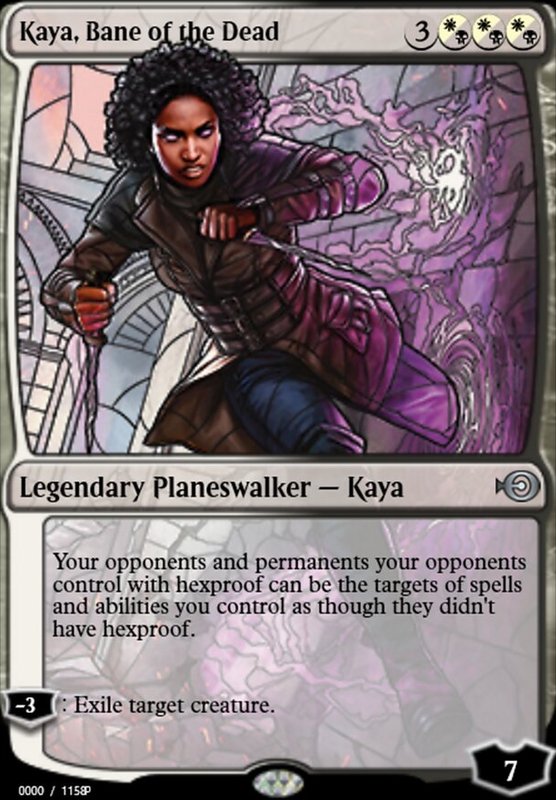 Kaya, Bane of the Dead 3
Legendary Planeswalker — Kaya
Your opponents and permanents your opponents
control with hexproof can be the targets of spells
and abilities you control as though they didn't
have hexproof.
-3 : Exile target creature.
7
0000 / 1158P